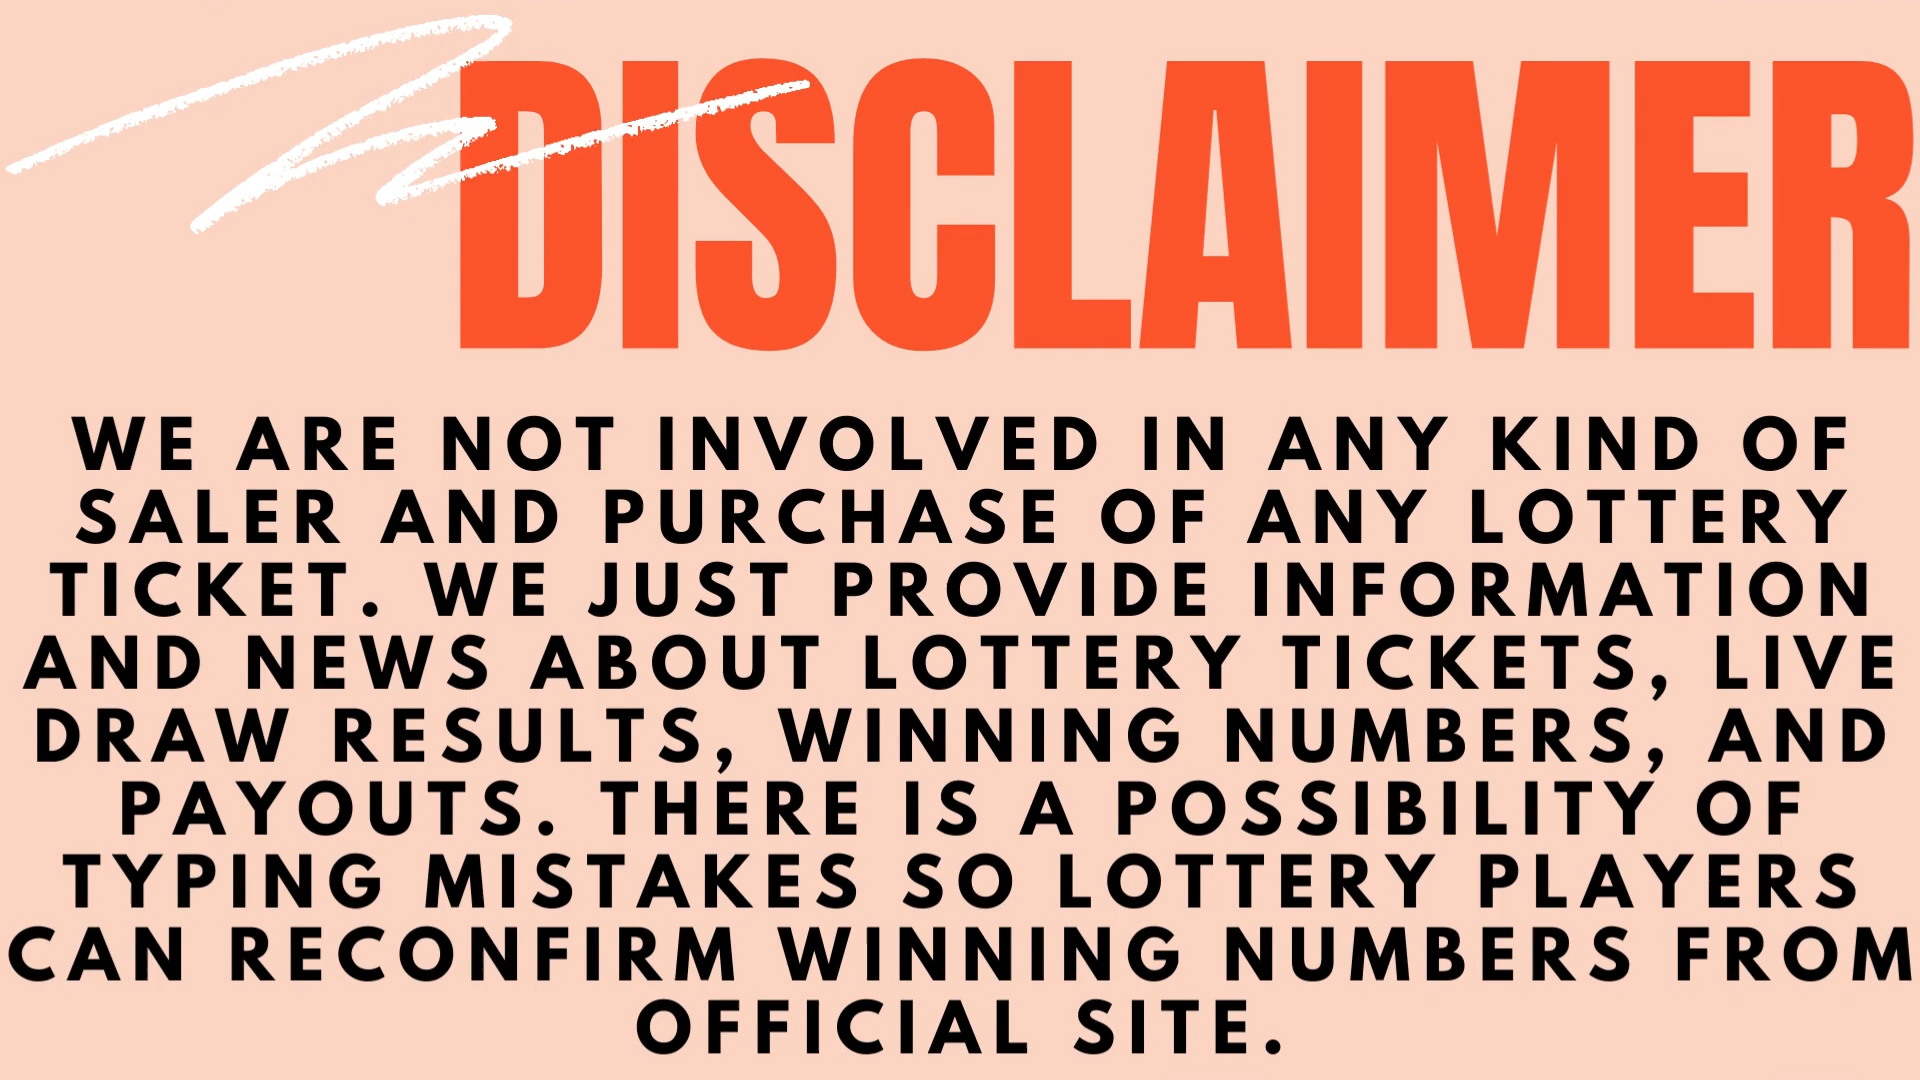 DISCLAIMER
WE ARE NOT INVOLVED IN ANY KIND OF
SALER AND PURCHASE OF ANY LOTTERY
TICKET. WE JUST PROVIDE INFORMATION
AND NEWS ABOUT LOTTERY TICKETS, LIVE
DRAW RESULTS, WINNING NUMBERS, AND
PAYOUTS. THERE IS A POSSIBILITY OF
TYPING MISTAKES SO LOTTERY PLAYERS
CAN RECONFIRM WINNING NUMBERS FROM
OFFICIAL SITE.